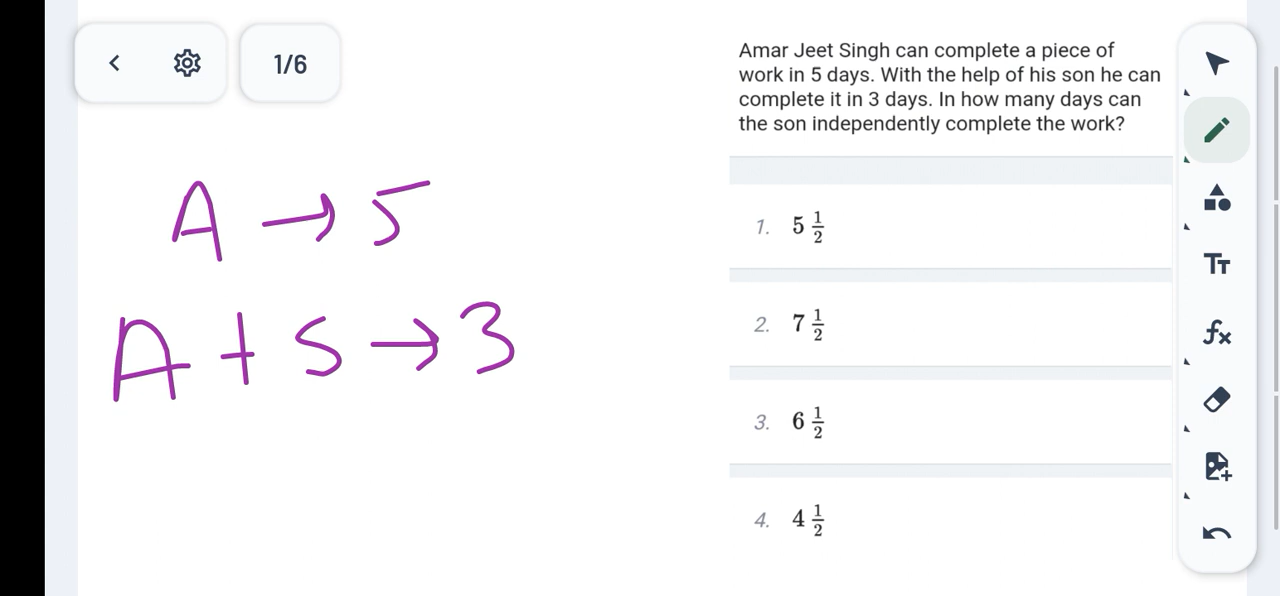 1/6
Amar Jeet Singh can complete a piece of
work in 5 days. With the help of his son he can
complete it in 3 days. In how many days can
the son independently complete the work?
A → 5
A + S → 3
1. 5 1/2
2. 7 1/2
3. 6 1/2
4. 4 1/2
Tт
fx